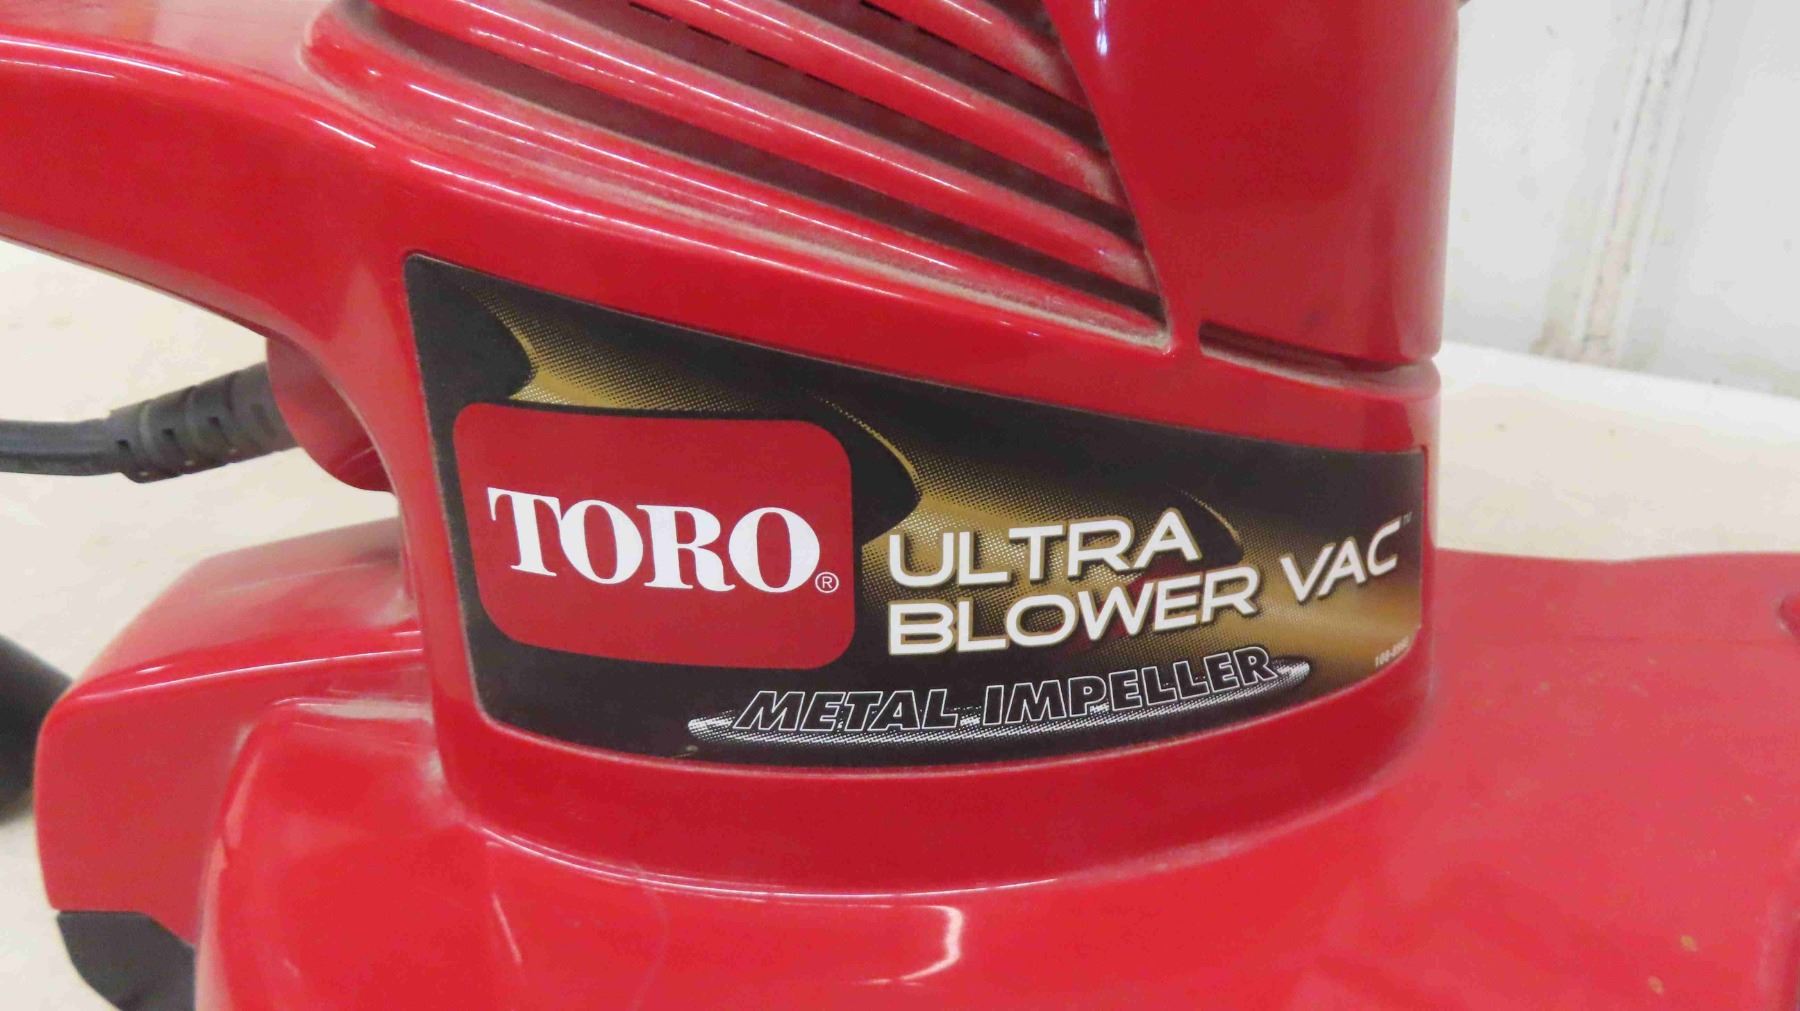 TORO®
ULTRA
BLOWER VAC™
METAL IMPELLER